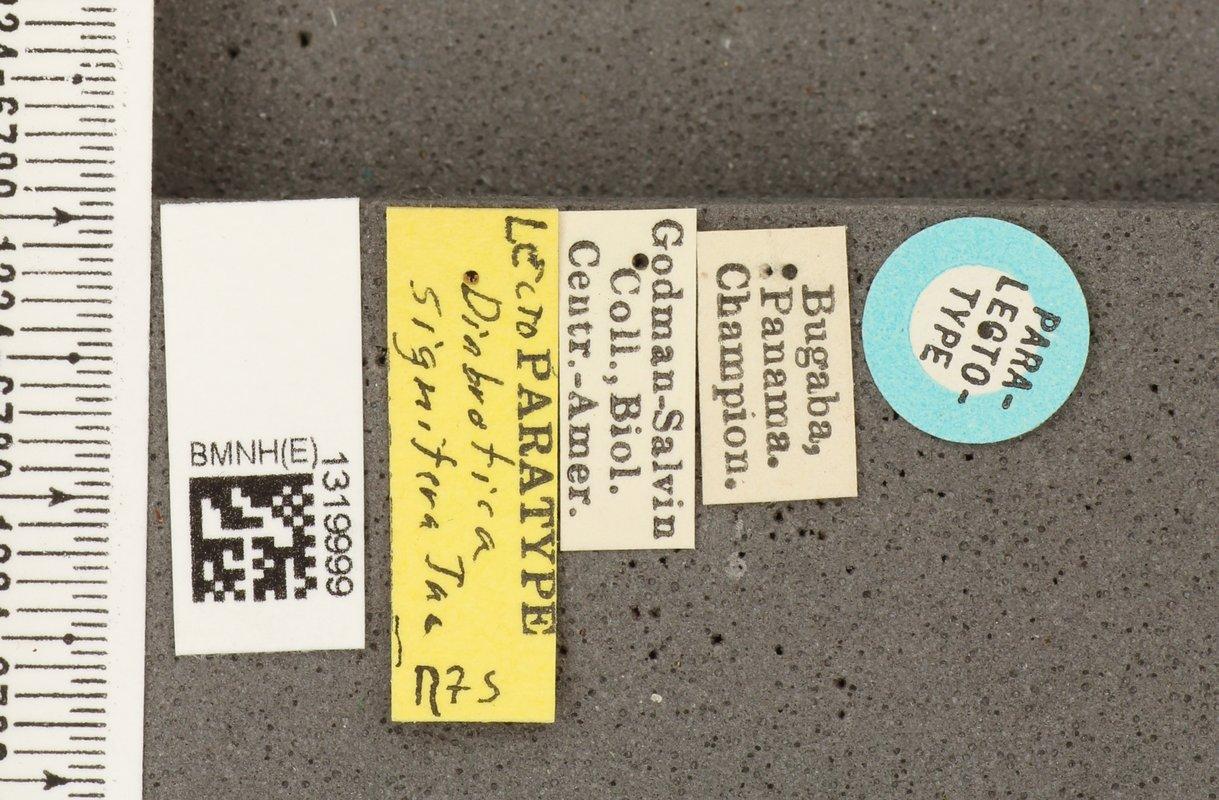 BMNH(E)
1319999
LECTO PARATYPE
Diabrotica
signifera Jac
R 75
Godman-Salvin
Coll., Biol.
Centr.-Amer.
Bugaba,
Panama.
Champion.
PARA-
LECTO-
TYPE